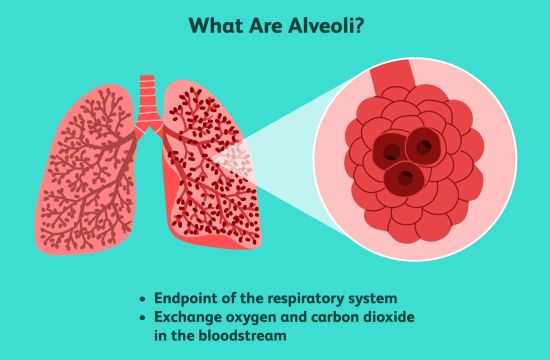 What Are Alveoli?
• Endpoint of the respiratory system
• Exchange oxygen and carbon dioxide
in the bloodstream